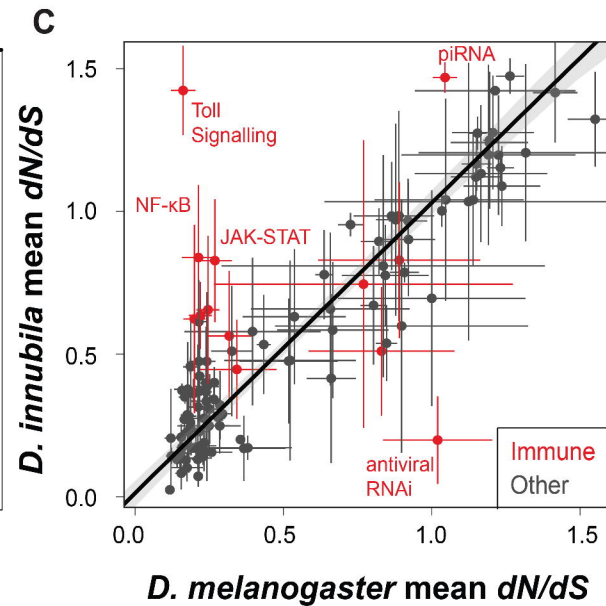 C
piRNA
1.5
Toll
Signalling
NF-κB
JAK-STAT
1.0
0.5
antiviral
RNAi
Immune
Other
0.0
0.0 0.5 1.0 1.5
D. innubila mean dN/dS
D. melanogaster mean dN/dS